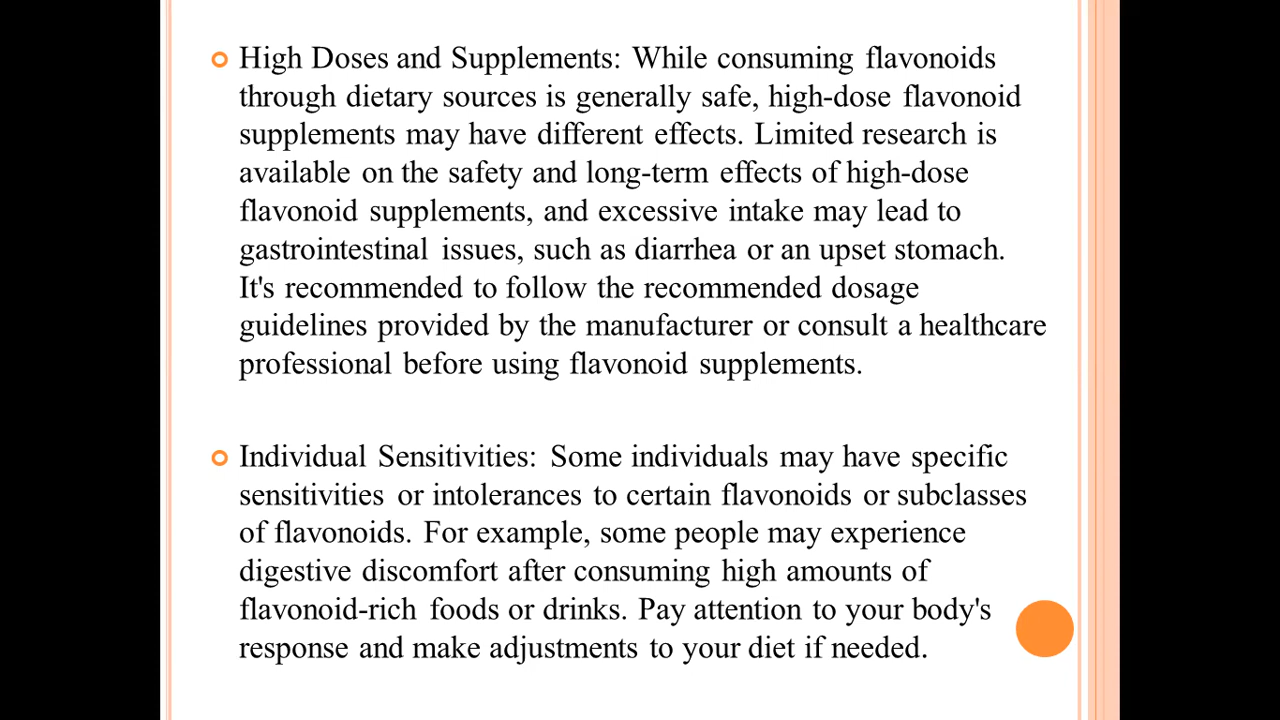 High Doses and Supplements: While consuming flavonoids
through dietary sources is generally safe, high-dose flavonoid
supplements may have different effects. Limited research is
available on the safety and long-term effects of high-dose
flavonoid supplements, and excessive intake may lead to
gastrointestinal issues, such as diarrhea or an upset stomach.
It's recommended to follow the recommended dosage
guidelines provided by the manufacturer or consult a healthcare
professional before using flavonoid supplements.
Individual Sensitivities: Some individuals may have specific
sensitivities or intolerances to certain flavonoids or subclasses
of flavonoids. For example, some people may experience
digestive discomfort after consuming high amounts of
flavonoid-rich foods or drinks. Pay attention to your body's
response and make adjustments to your diet if needed.